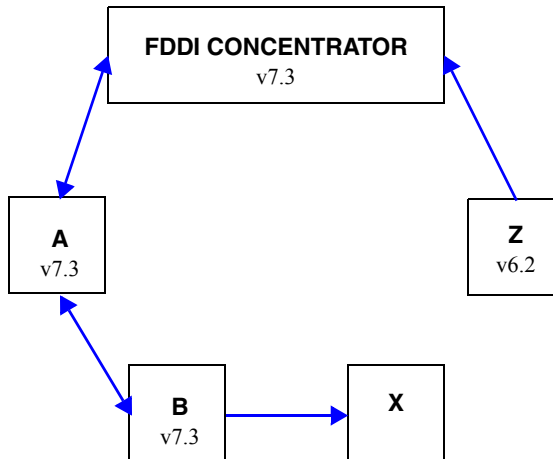 FDDI CONCENTRATOR
v7.3
A
v7.3
Z
v6.2
B
v7.3
X